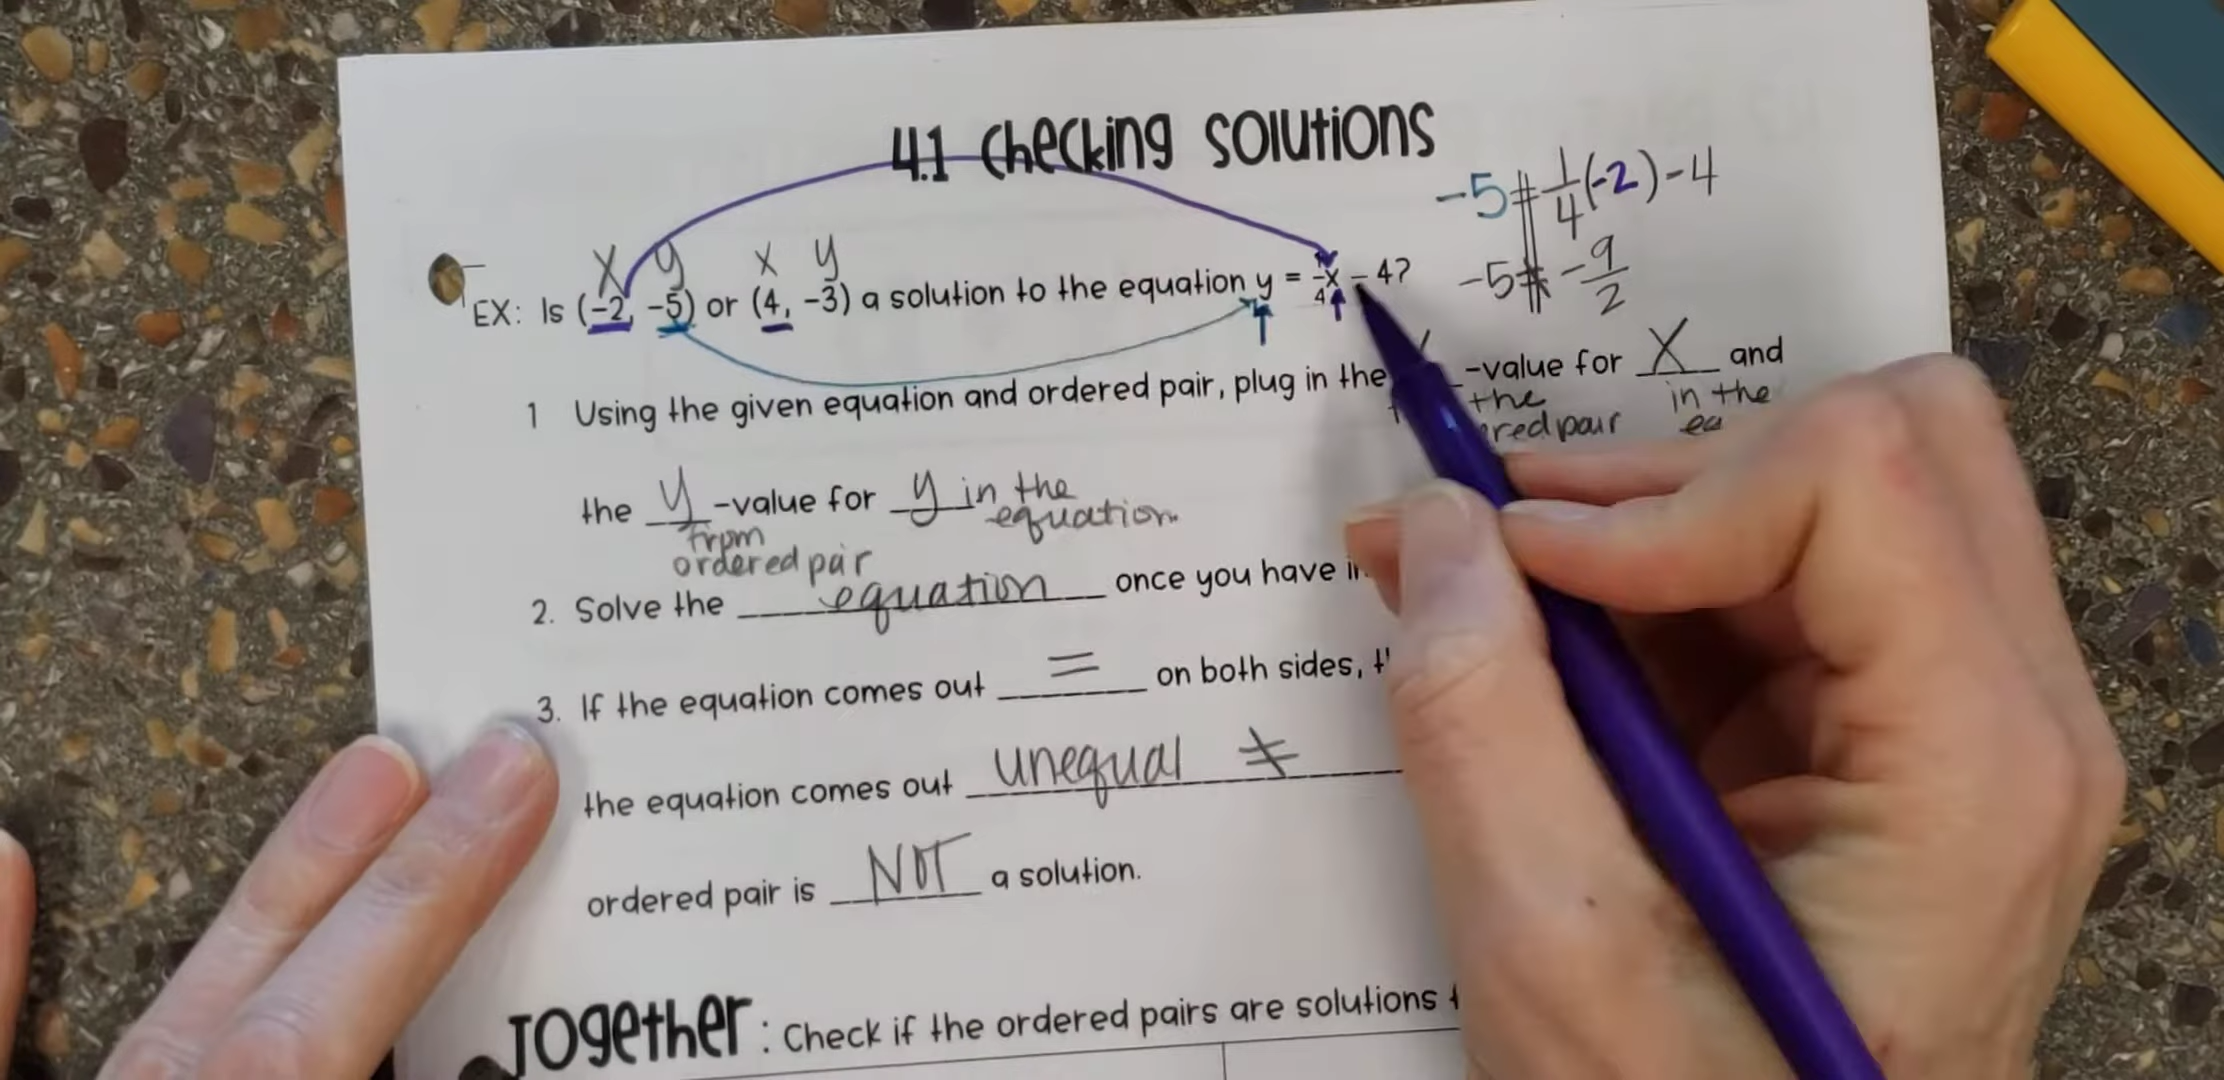 4.1 Checking Solutions
-5 ≠ 1/4(-2) - 4
-5 ≠ -9/2
x y x y
EX: Is (-2, -5) or (4, -3) a solution to the equation y = 1/4x - 4?
1 Using the given equation and ordered pair, plug in the -value for X and
the in the
pair
the y -value for y in the
equation.
from
ordered pair
2. Solve the equation once you have
3. If the equation comes out = on both sides,
the equation comes out unequal ≠
ordered pair is NOT a solution.
Together: Check if the ordered pairs are solutions